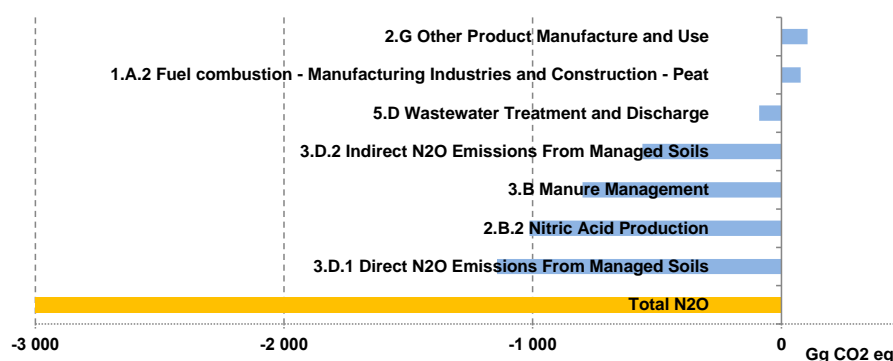 2.G Other Product Manufacture and Use
1.A.2 Fuel combustion - Manufacturing Industries and Construction - Peat
5.D Wastewater Treatment and Discharge
3.D.2 Indirect N2O Emissions From Managed Soils
3.B Manure Management
2.B.2 Nitric Acid Production
3.D.1 Direct N2O Emissions From Managed Soils
Total N2O
-3 000 -2 000 -1 000 0
Gg CO2 eq